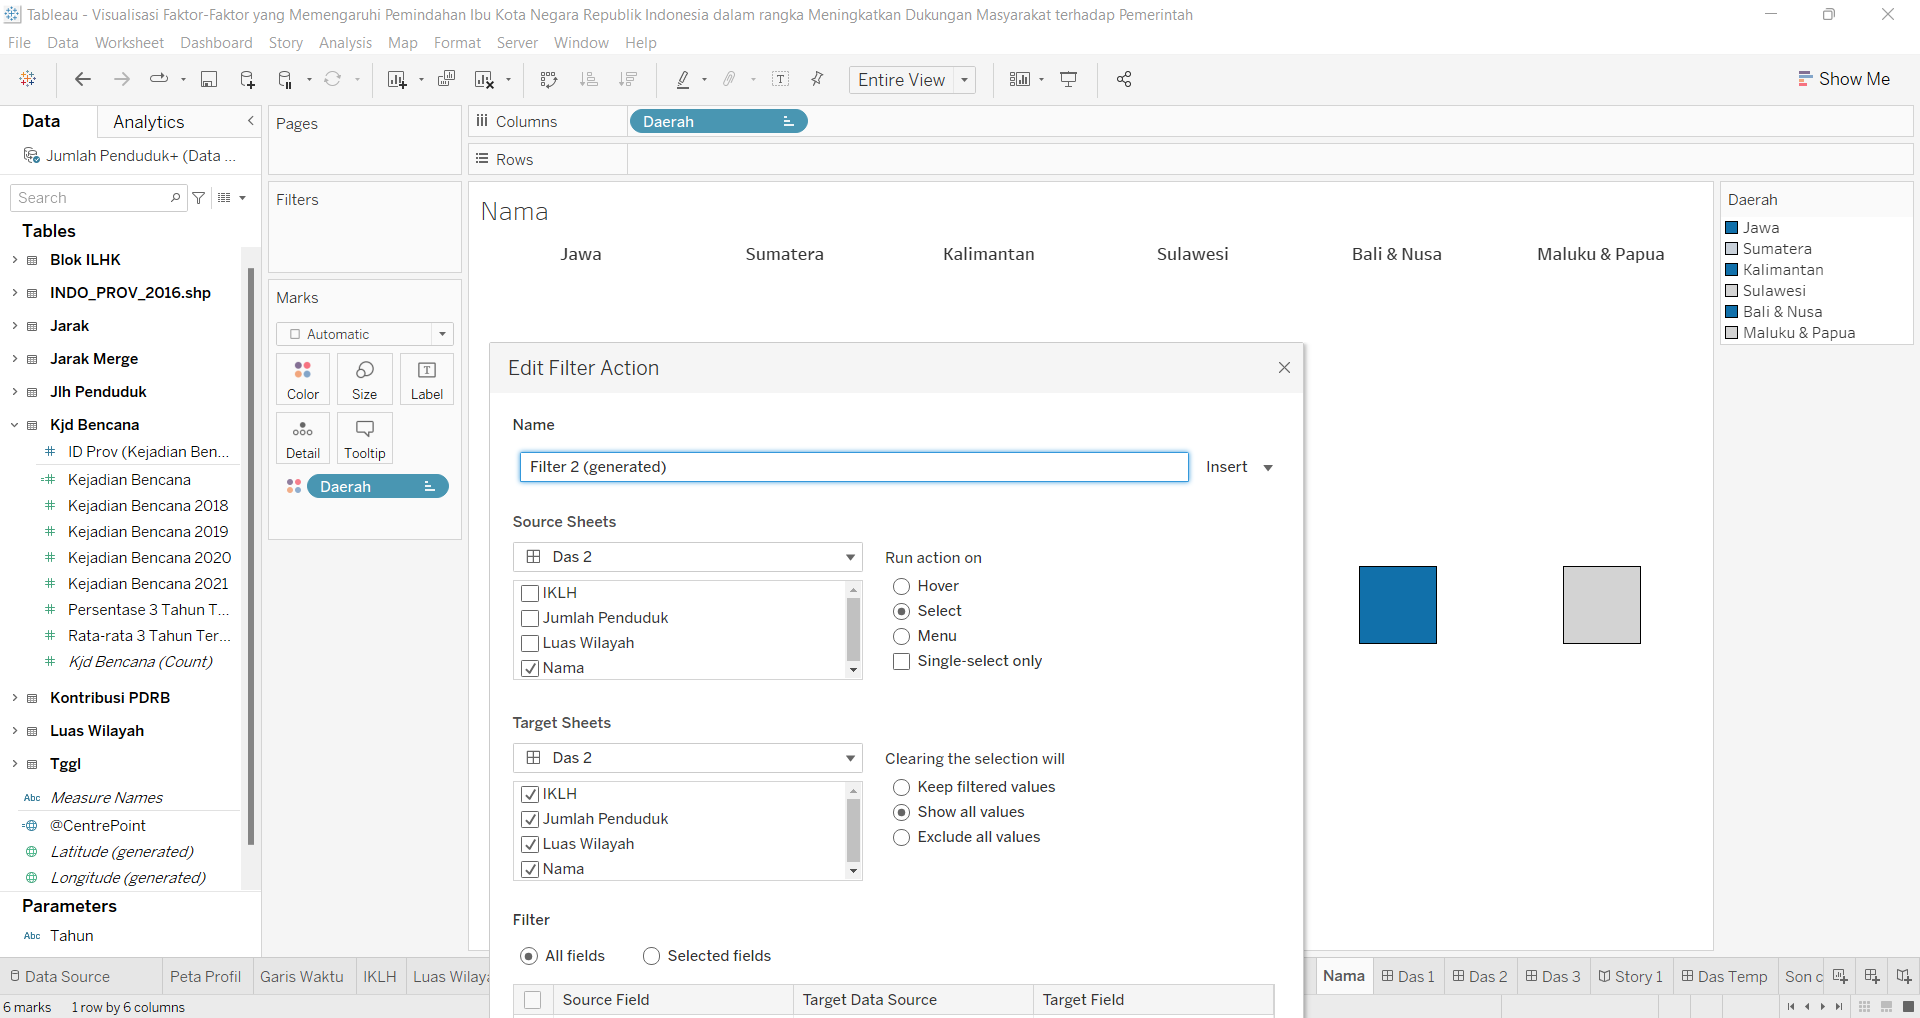 Tableau - Visualisasi Faktor-Faktor yang Memengaruhi Pemindahan Ibu Kota Negara Republik Indonesia dalam rangka Meningkatkan Dukungan Masyarakat terhadap Pemerintah
File Data Worksheet Dashboard Story Analysis Map Format Server Window Help
Entire View
Show Me
Data
Analytics
Jumlah Penduduk+ (Data ...
Search
Tables
Blok ILHK
INDO_PROV_2016.shp
Jarak
Jarak Merge
Jlh Penduduk
Kjd Bencana
ID Prov (Kejadian Ben...
Kejadian Bencana
Kejadian Bencana 2018
Kejadian Bencana 2019
Kejadian Bencana 2020
Kejadian Bencana 2021
Persentase 3 Tahun T...
Rata-rata 3 Tahun Ter...
Kjd Bencana (Count)
Kontribusi PDRB
Luas Wilayah
Tggl
Abc Measure Names
@CentrePoint
Latitude (generated)
Longitude (generated)
Parameters
Abc Tahun
Pages
Filters
Marks
Automatic
Color
Size
Label
Detail
Tooltip
Daerah
Columns
Daerah
Rows
Nama
Jawa Sumatera Kalimantan Sulawesi Bali & Nusa Maluku & Papua
Daerah
Jawa
Sumatera
Kalimantan
Sulawesi
Bali & Nusa
Maluku & Papua
Edit Filter Action
Name
Filter 2 (generated)
Insert
Source Sheets
Das 2
IKLH
Jumlah Penduduk
Luas Wilayah
Nama
Run action on
Hover
Select
Menu
Single-select only
Target Sheets
Das 2
IKLH
Jumlah Penduduk
Luas Wilayah
Nama
Clearing the selection will
Keep filtered values
Show all values
Exclude all values
Filter
All fields
Selected fields
Source Field
Target Data Source
Target Field
Data Source
Peta Profil
Garis Waktu
IKLH
Luas Wilaya
Nama
Das 1
Das 2
Das 3
Story 1
Das Temp
Son c
6 marks
1 row by 6 columns